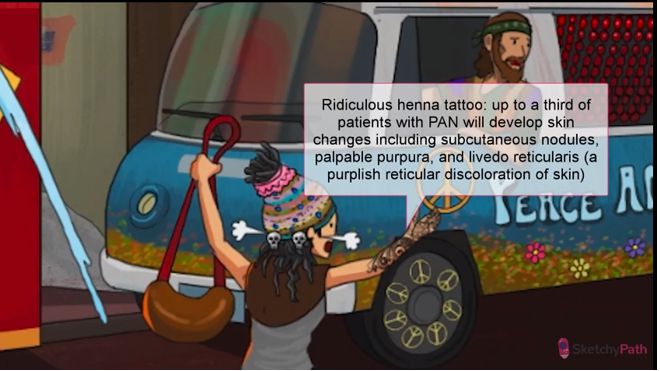 Ridiculous henna tattoo: up to a third of
patients with PAN will develop skin
changes including subcutaneous nodules,
palpable purpura, and livedo reticularis (a
purplish reticular discoloration of skin)
PEACE A
SketchyPath